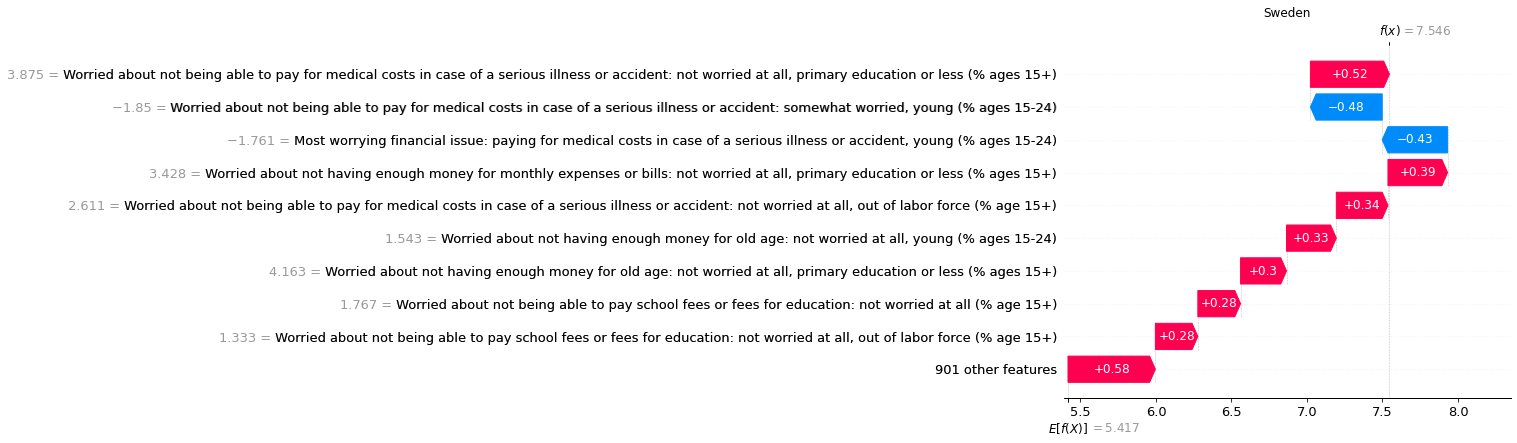 Sweden
f(x) = 7.546
3.875 = Worried about not being able to pay for medical costs in case of a serious illness or accident: not worried at all, primary education or less (% ages 15+)
+0.52
−1.85 = Worried about not being able to pay for medical costs in case of a serious illness or accident: somewhat worried, young (% ages 15-24)
−0.48
−1.761 = Most worrying financial issue: paying for medical costs in case of a serious illness or accident, young (% ages 15-24)
−0.43
3.428 = Worried about not having enough money for monthly expenses or bills: not worried at all, primary education or less (% ages 15+)
+0.39
2.611 = Worried about not being able to pay for medical costs in case of a serious illness or accident: not worried at all, out of labor force (% age 15+)
+0.34
1.543 = Worried about not having enough money for old age: not worried at all, young (% ages 15-24)
+0.33
4.163 = Worried about not having enough money for old age: not worried at all, primary education or less (% ages 15+)
+0.3
1.767 = Worried about not being able to pay school fees or fees for education: not worried at all (% age 15+)
+0.28
1.333 = Worried about not being able to pay school fees or fees for education: not worried at all, out of labor force (% age 15+)
+0.28
901 other features
+0.58
5.5 6.0 6.5 7.0 7.5 8.0
E[f(X)] = 5.417